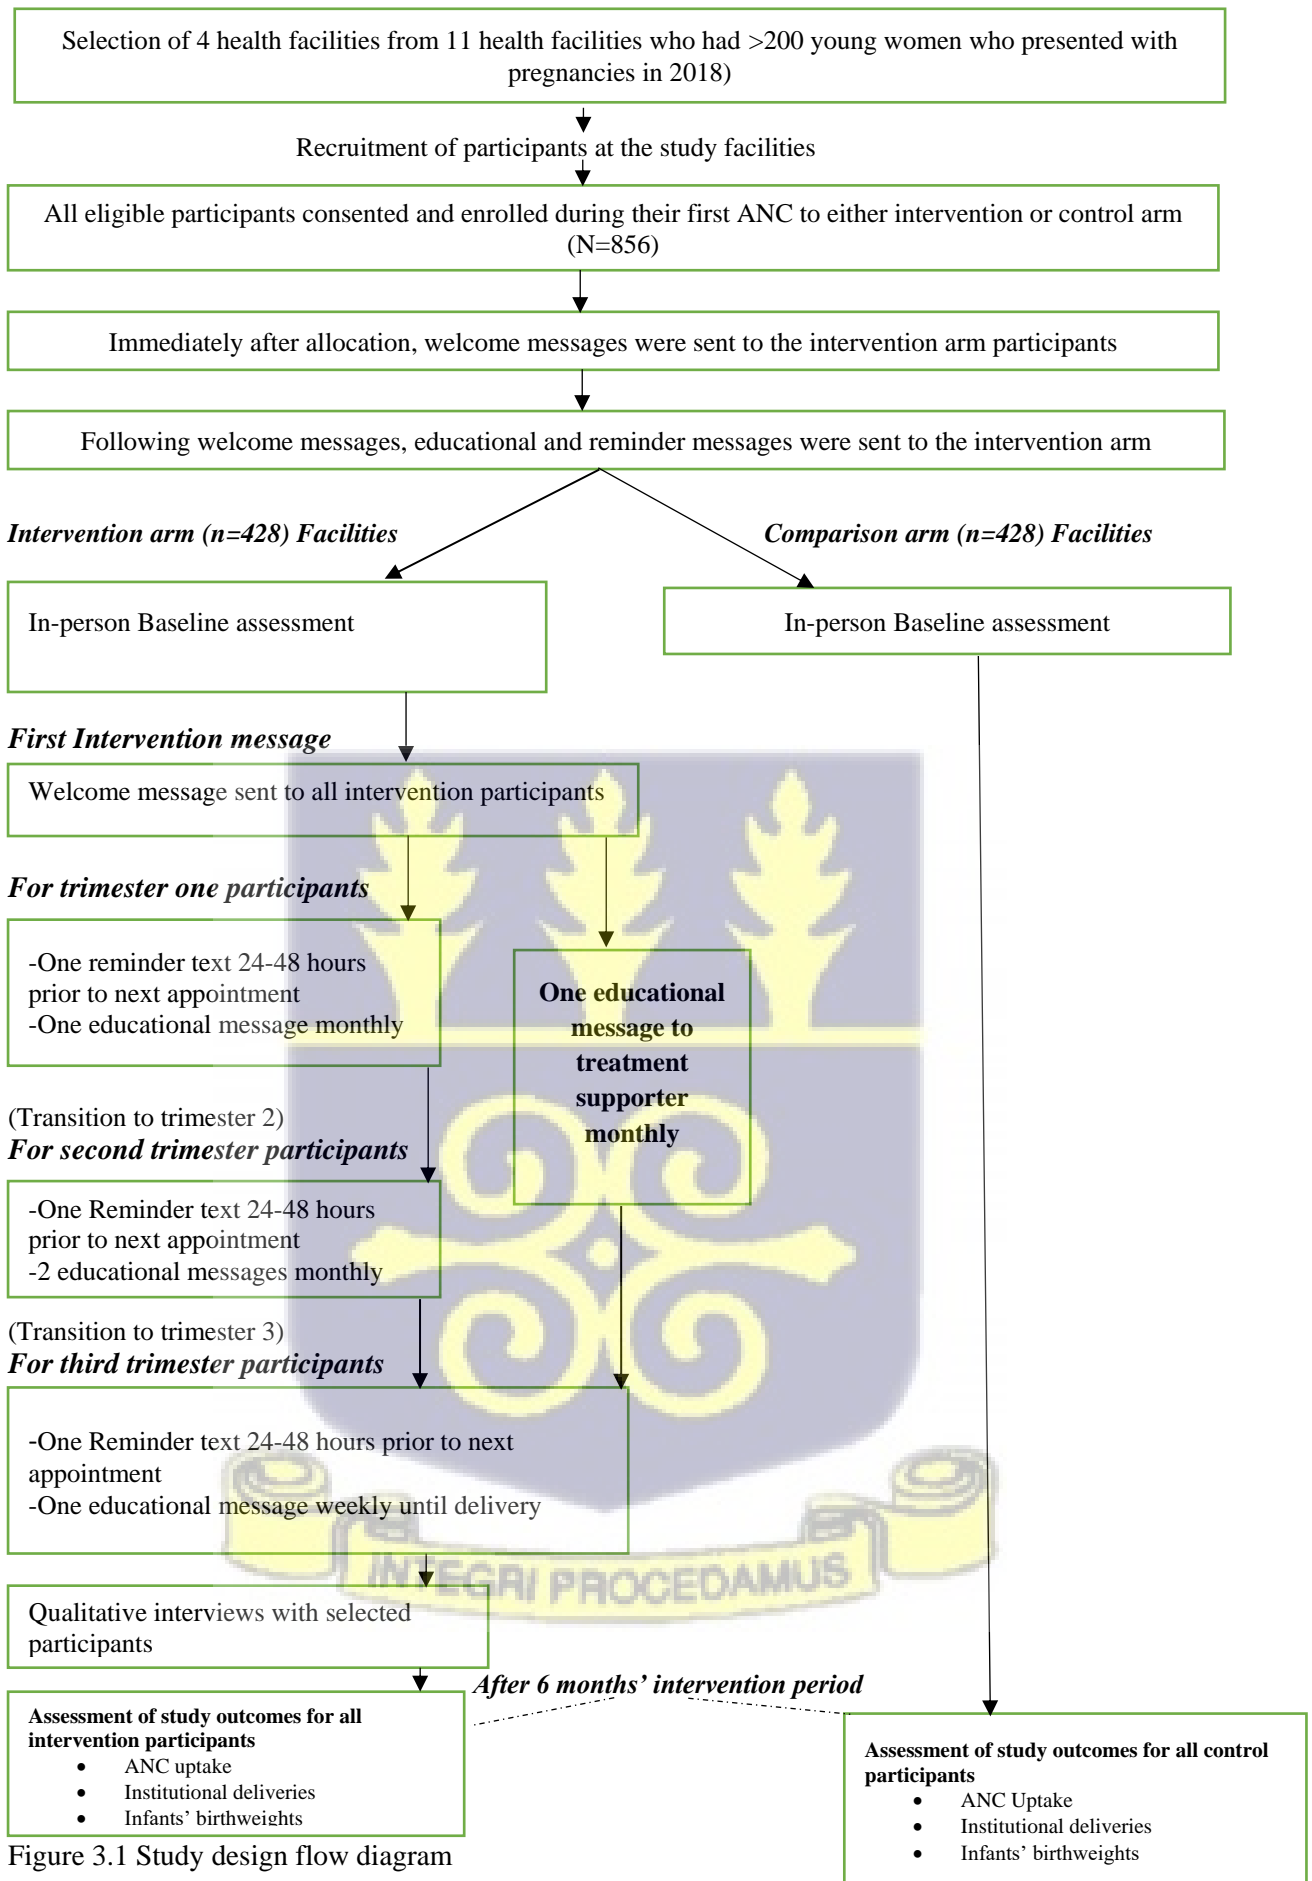 Selection of 4 health facilities from 11 health facilities who had >200 young women who presented with
pregnancies in 2018)
Recruitment of participants at the study facilities
All eligible participants consented and enrolled during their first ANC to either intervention or control arm
(N=856)
Immediately after allocation, welcome messages were sent to the intervention arm participants
Following welcome messages, educational and reminder messages were sent to the intervention arm
Intervention arm (n=428) Facilities
Comparison arm (n=428) Facilities
In-person Baseline assessment
In-person Baseline assessment
First Intervention message
Welcome message sent to all intervention participants
For trimester one participants
-One reminder text 24-48 hours
prior to next appointment
-One educational message monthly
One educational
message to
treatment
supporter
monthly
(Transition to trimester 2)
For second trimester participants
-One Reminder text 24-48 hours
prior to next appointment
-2 educational messages monthly
(Transition to trimester 3)
For third trimester participants
-One Reminder text 24-48 hours prior to next
appointment
-One educational message weekly until delivery
INTEGRI PROCEDAMUS
Qualitative interviews with selected
participants
After 6 months’ intervention period
Assessment of study outcomes for all
intervention participants
• ANC uptake
• Institutional deliveries
• Infants’ birthweights
Assessment of study outcomes for all control
participants
• ANC Uptake
• Institutional deliveries
• Infants’ birthweights
Figure 3.1 Study design flow diagram